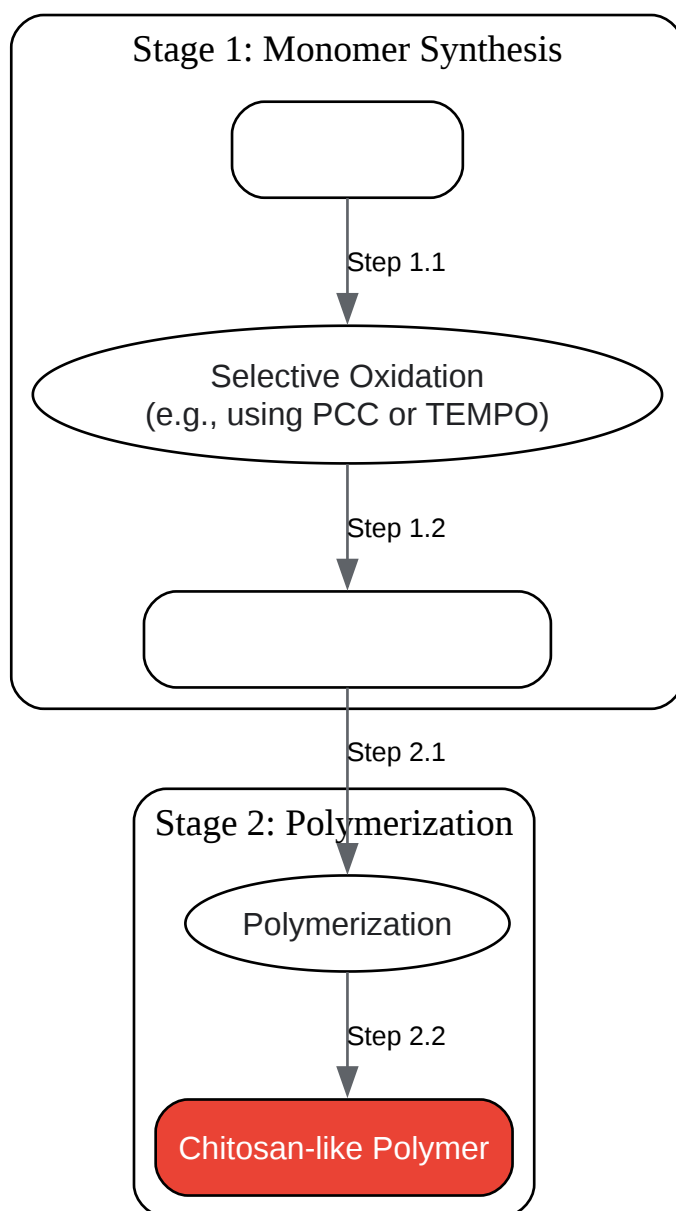 Stage 1: Monomer Synthesis
Step 1.1
Selective Oxidation
(e.g., using PCC or TEMPO)
Step 1.2
Step 2.1
Stage 2: Polymerization
Polymerization
Step 2.2
Chitosan-like Polymer